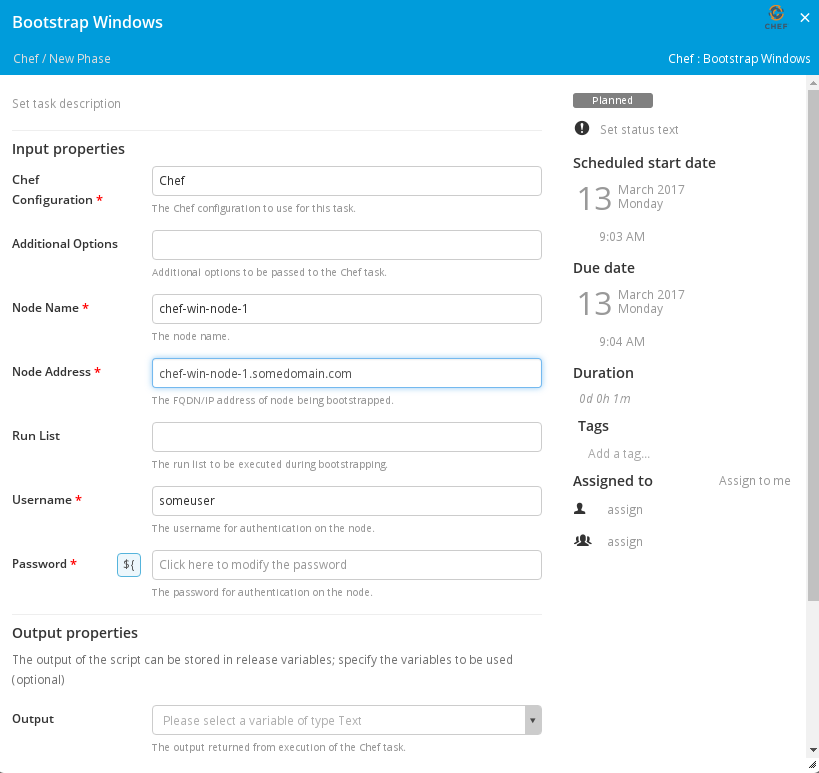 Bootstrap Windows
CHEF
Chef / New Phase
Chef : Bootstrap Windows
Set task description
Input properties
Chef
Configuration *
Chef
The Chef configuration to use for this task.
Additional Options
Additional options to be passed to the Chef task.
Node Name *
chef-win-node-1
The node name.
Node Address *
chef-win-node-1.somedomain.com
The FQDN/IP address of node being bootstrapped.
Run List
The run list to be executed during bootstrapping.
Username *
someuser
The username for authentication on the node.
Password *
${
Click here to modify the password
The password for authentication on the node.
Output properties
The output of the script can be stored in release variables; specify the variables to be used
(optional)
Output
Please select a variable of type Text
The output returned from execution of the Chef task.
Planned
Set status text
Scheduled start date
13
March 2017
Monday
9:03 AM
Due date
13
March 2017
Monday
9:04 AM
Duration
0d 0h 1m
Tags
Add a tag...
Assigned to
Assign to me
assign
assign